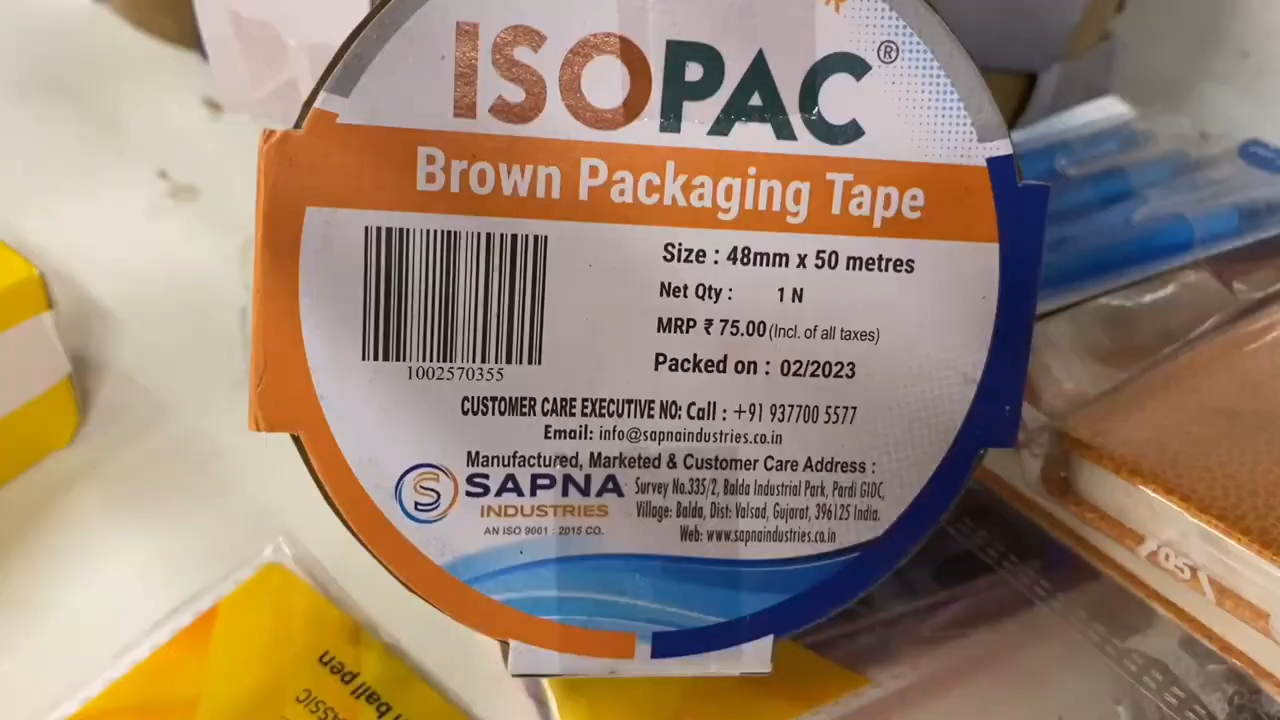 ISOPAC®
Brown Packaging Tape
Size : 48mm x 50 metres
Net Qty : 1 N
MRP ₹ 75.00 (Incl. of all taxes)
Packed on : 02/2023
1002570355
CUSTOMER CARE EXECUTIVE NO: Call : +91 937700 5577
Email: info@sapnaindustries.co.in
Manufactured, Marketed & Customer Care Address :
S SAPNA
INDUSTRIES
AN ISO 9001 : 2015 CO.
Survey No.335/2, Balda Industrial Park, Pardi GIDC,
Village: Balda, Dist: Valsad, Gujarat, 396125 India.
Web: www.sapnaindustries.co.in
ball pen